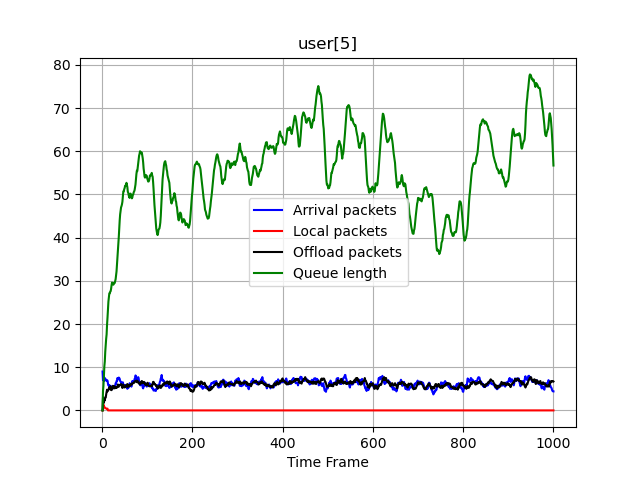 user[5]
80
70
60
50
40
30
20
10
0
Arrival packets
Local packets
Offload packets
Queue length
0 200 400 600 800 1000
Time Frame